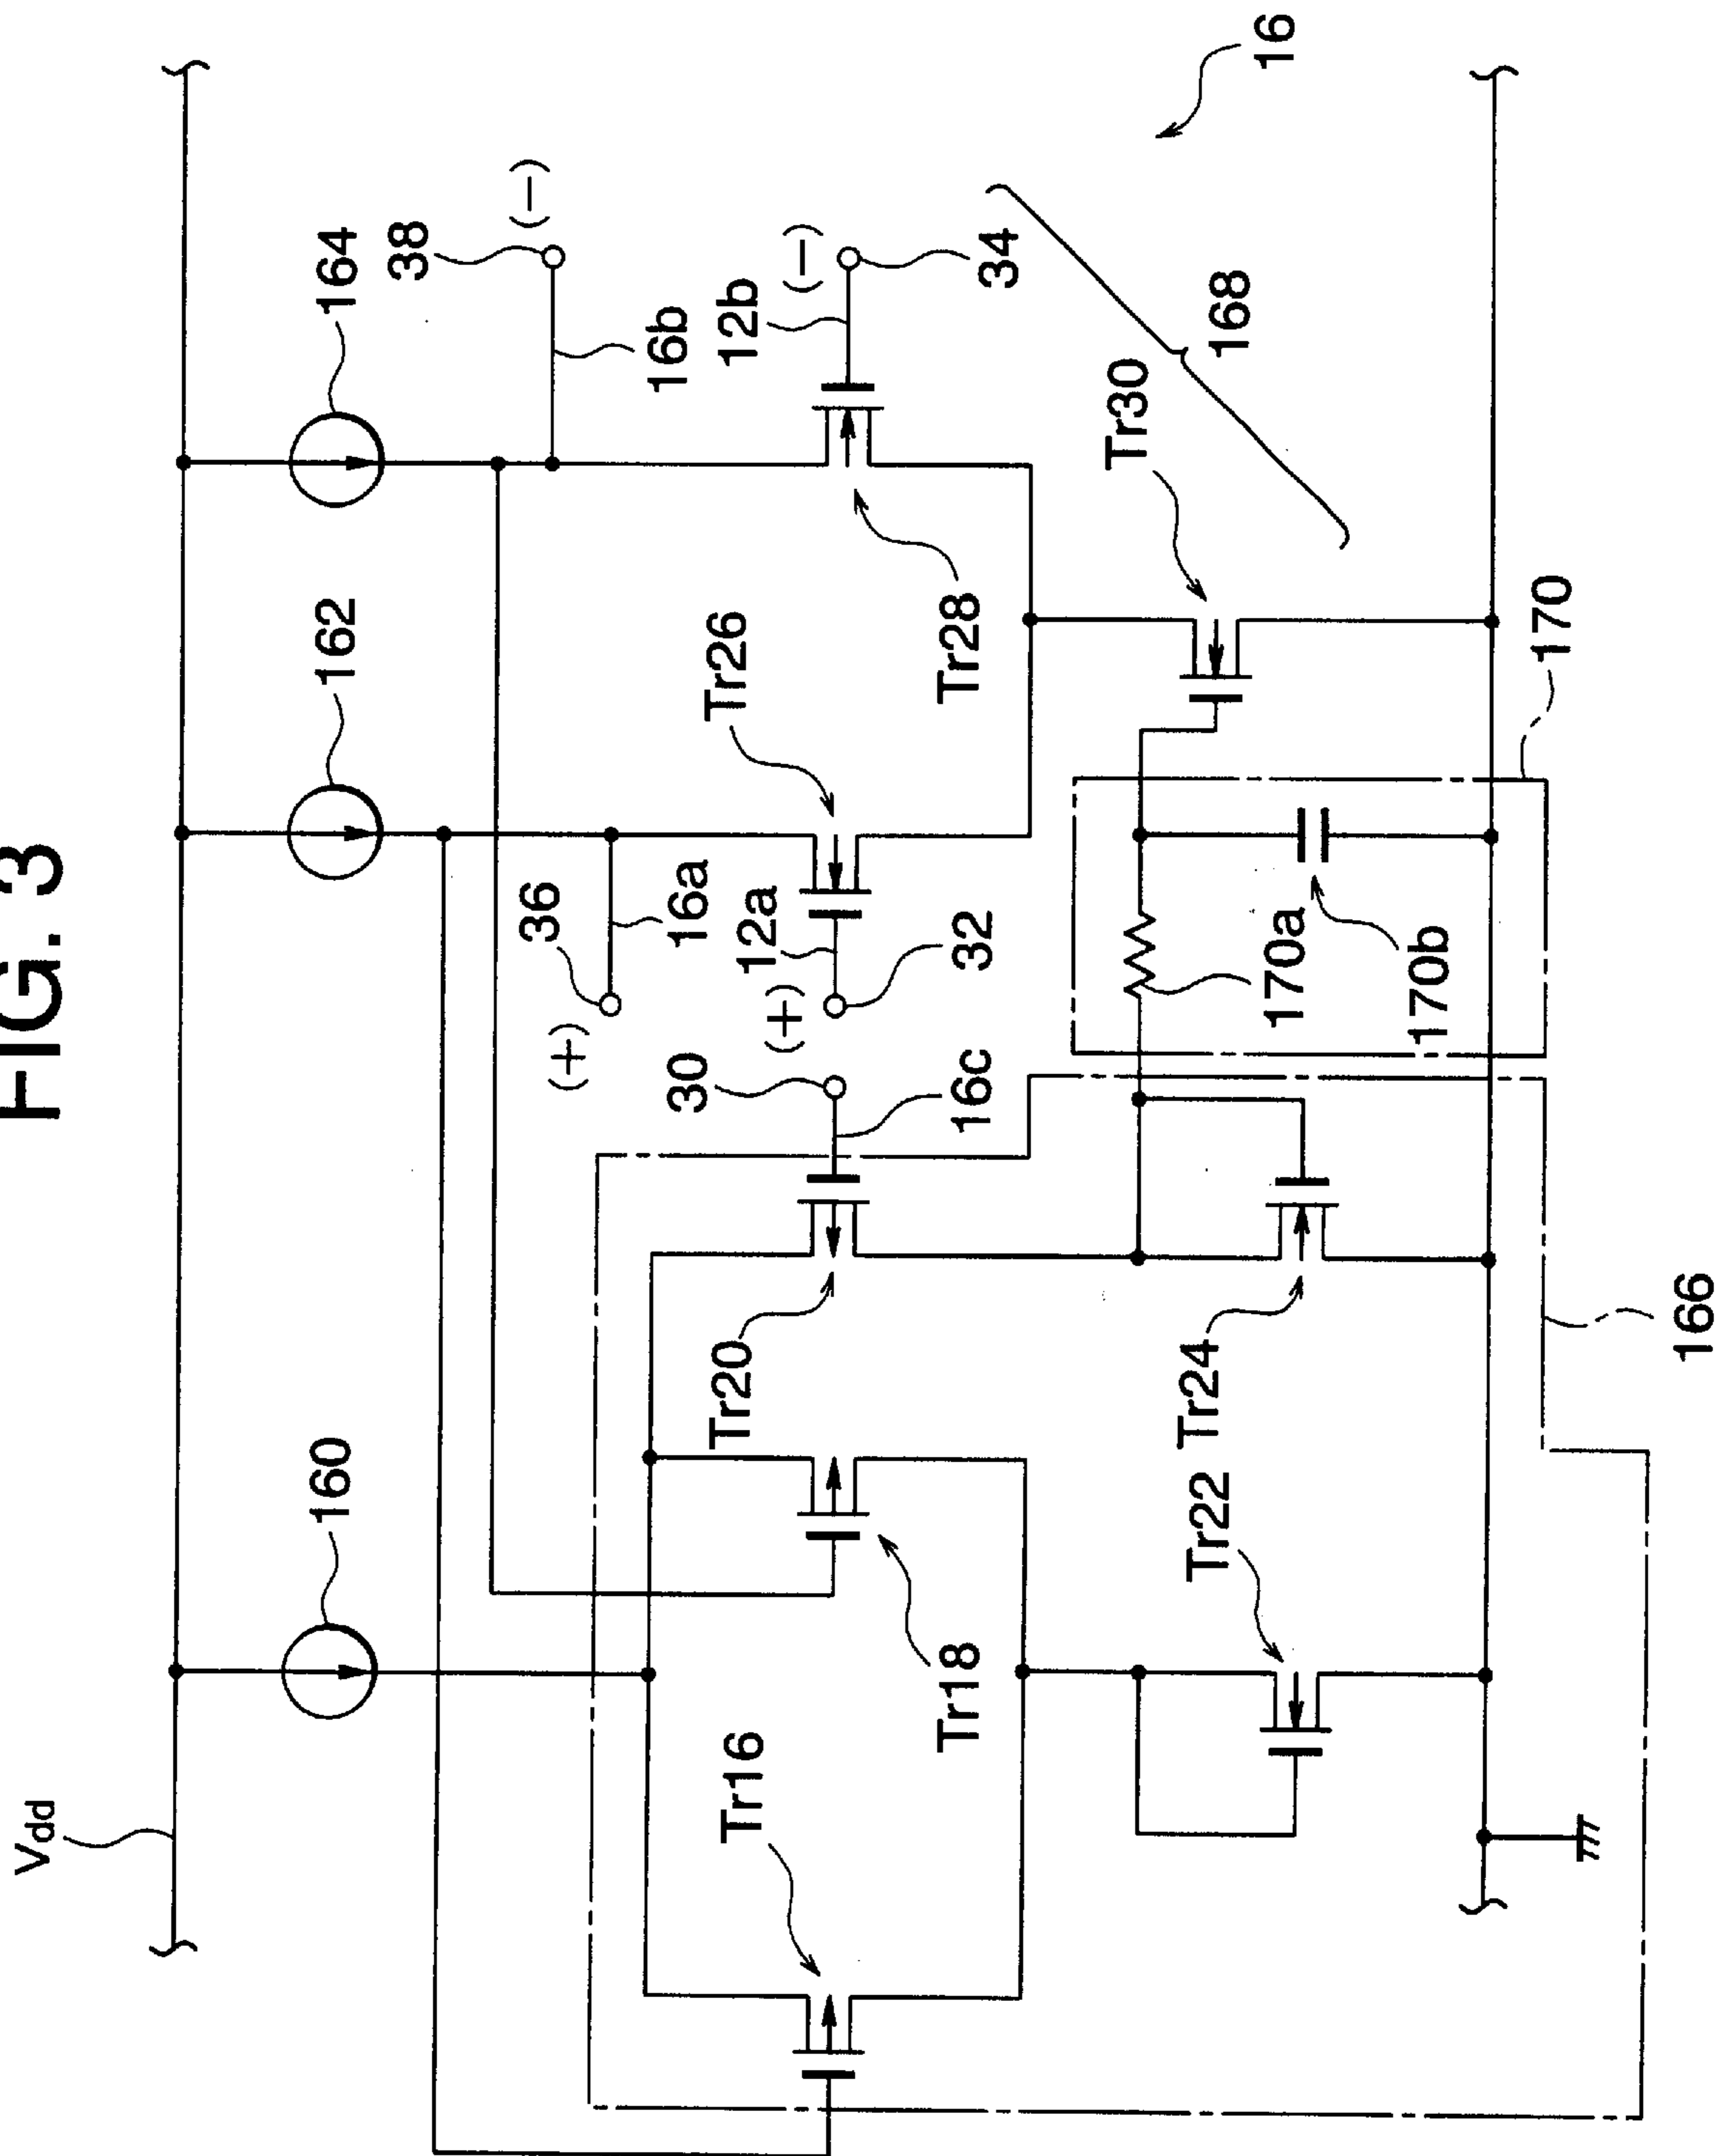 FIG. 3
Vdd
160
162
164
38
(−)
16b
36
(+)
16a
12b
(−)
34
12a
(+)
32
30
16c
Tr16
Tr18
Tr20
Tr26
Tr28
Tr22
Tr24
Tr30
168
16
170a
170b
170
166